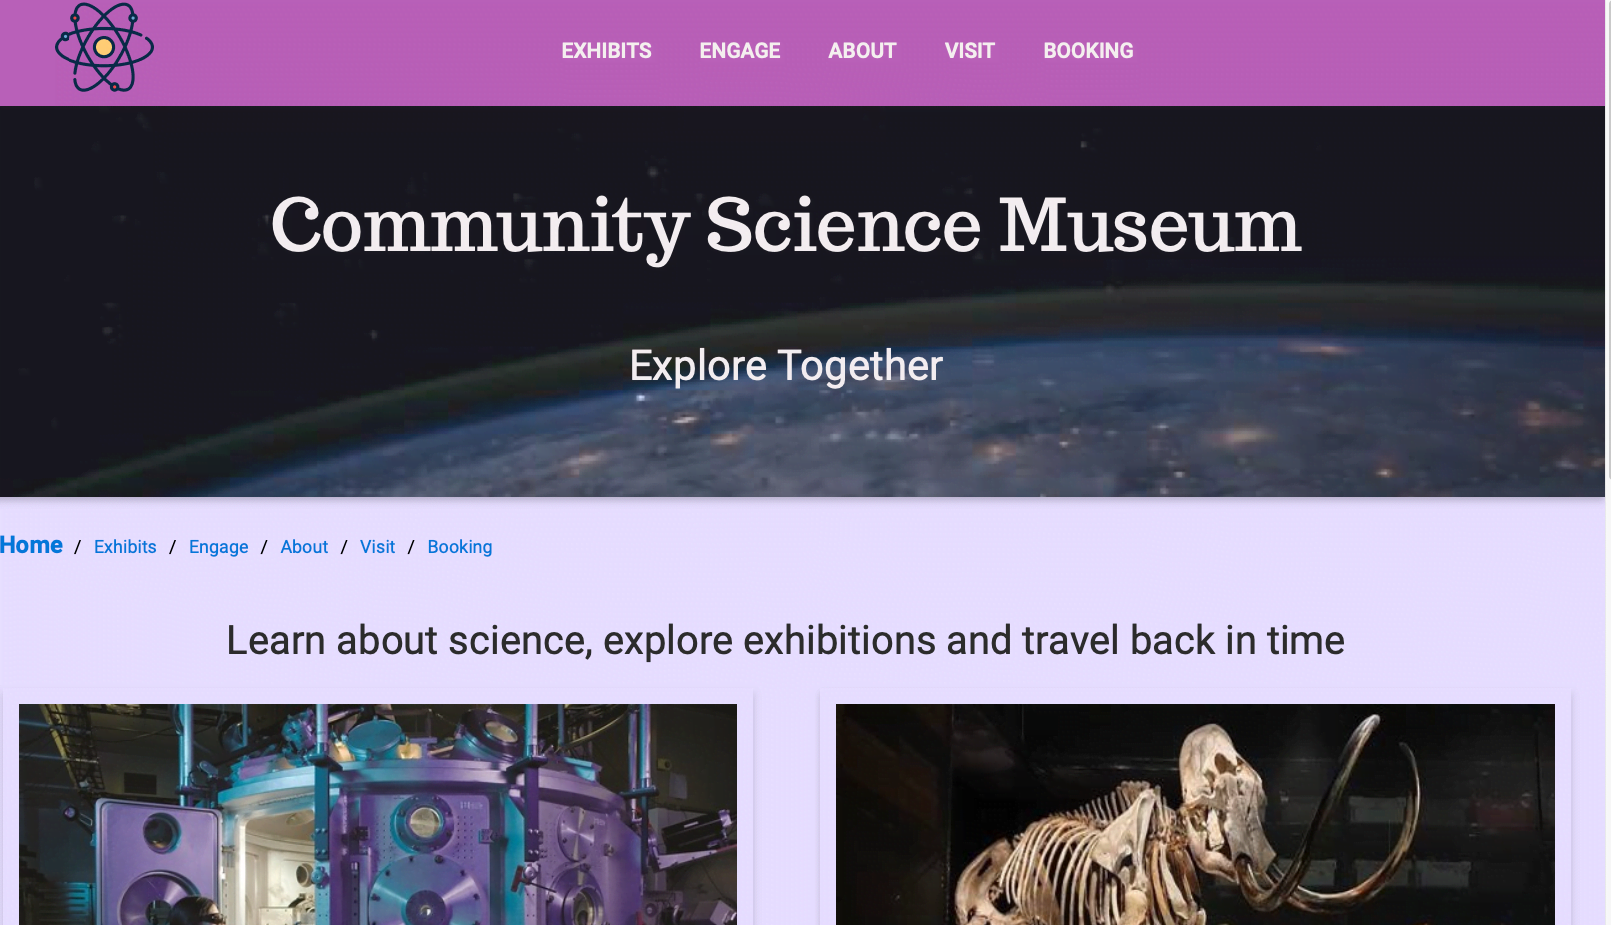 EXHIBITS ENGAGE ABOUT VISIT BOOKING
Community Science Museum
Explore Together
Home / Exhibits / Engage / About / Visit / Booking
Learn about science, explore exhibitions and travel back in time